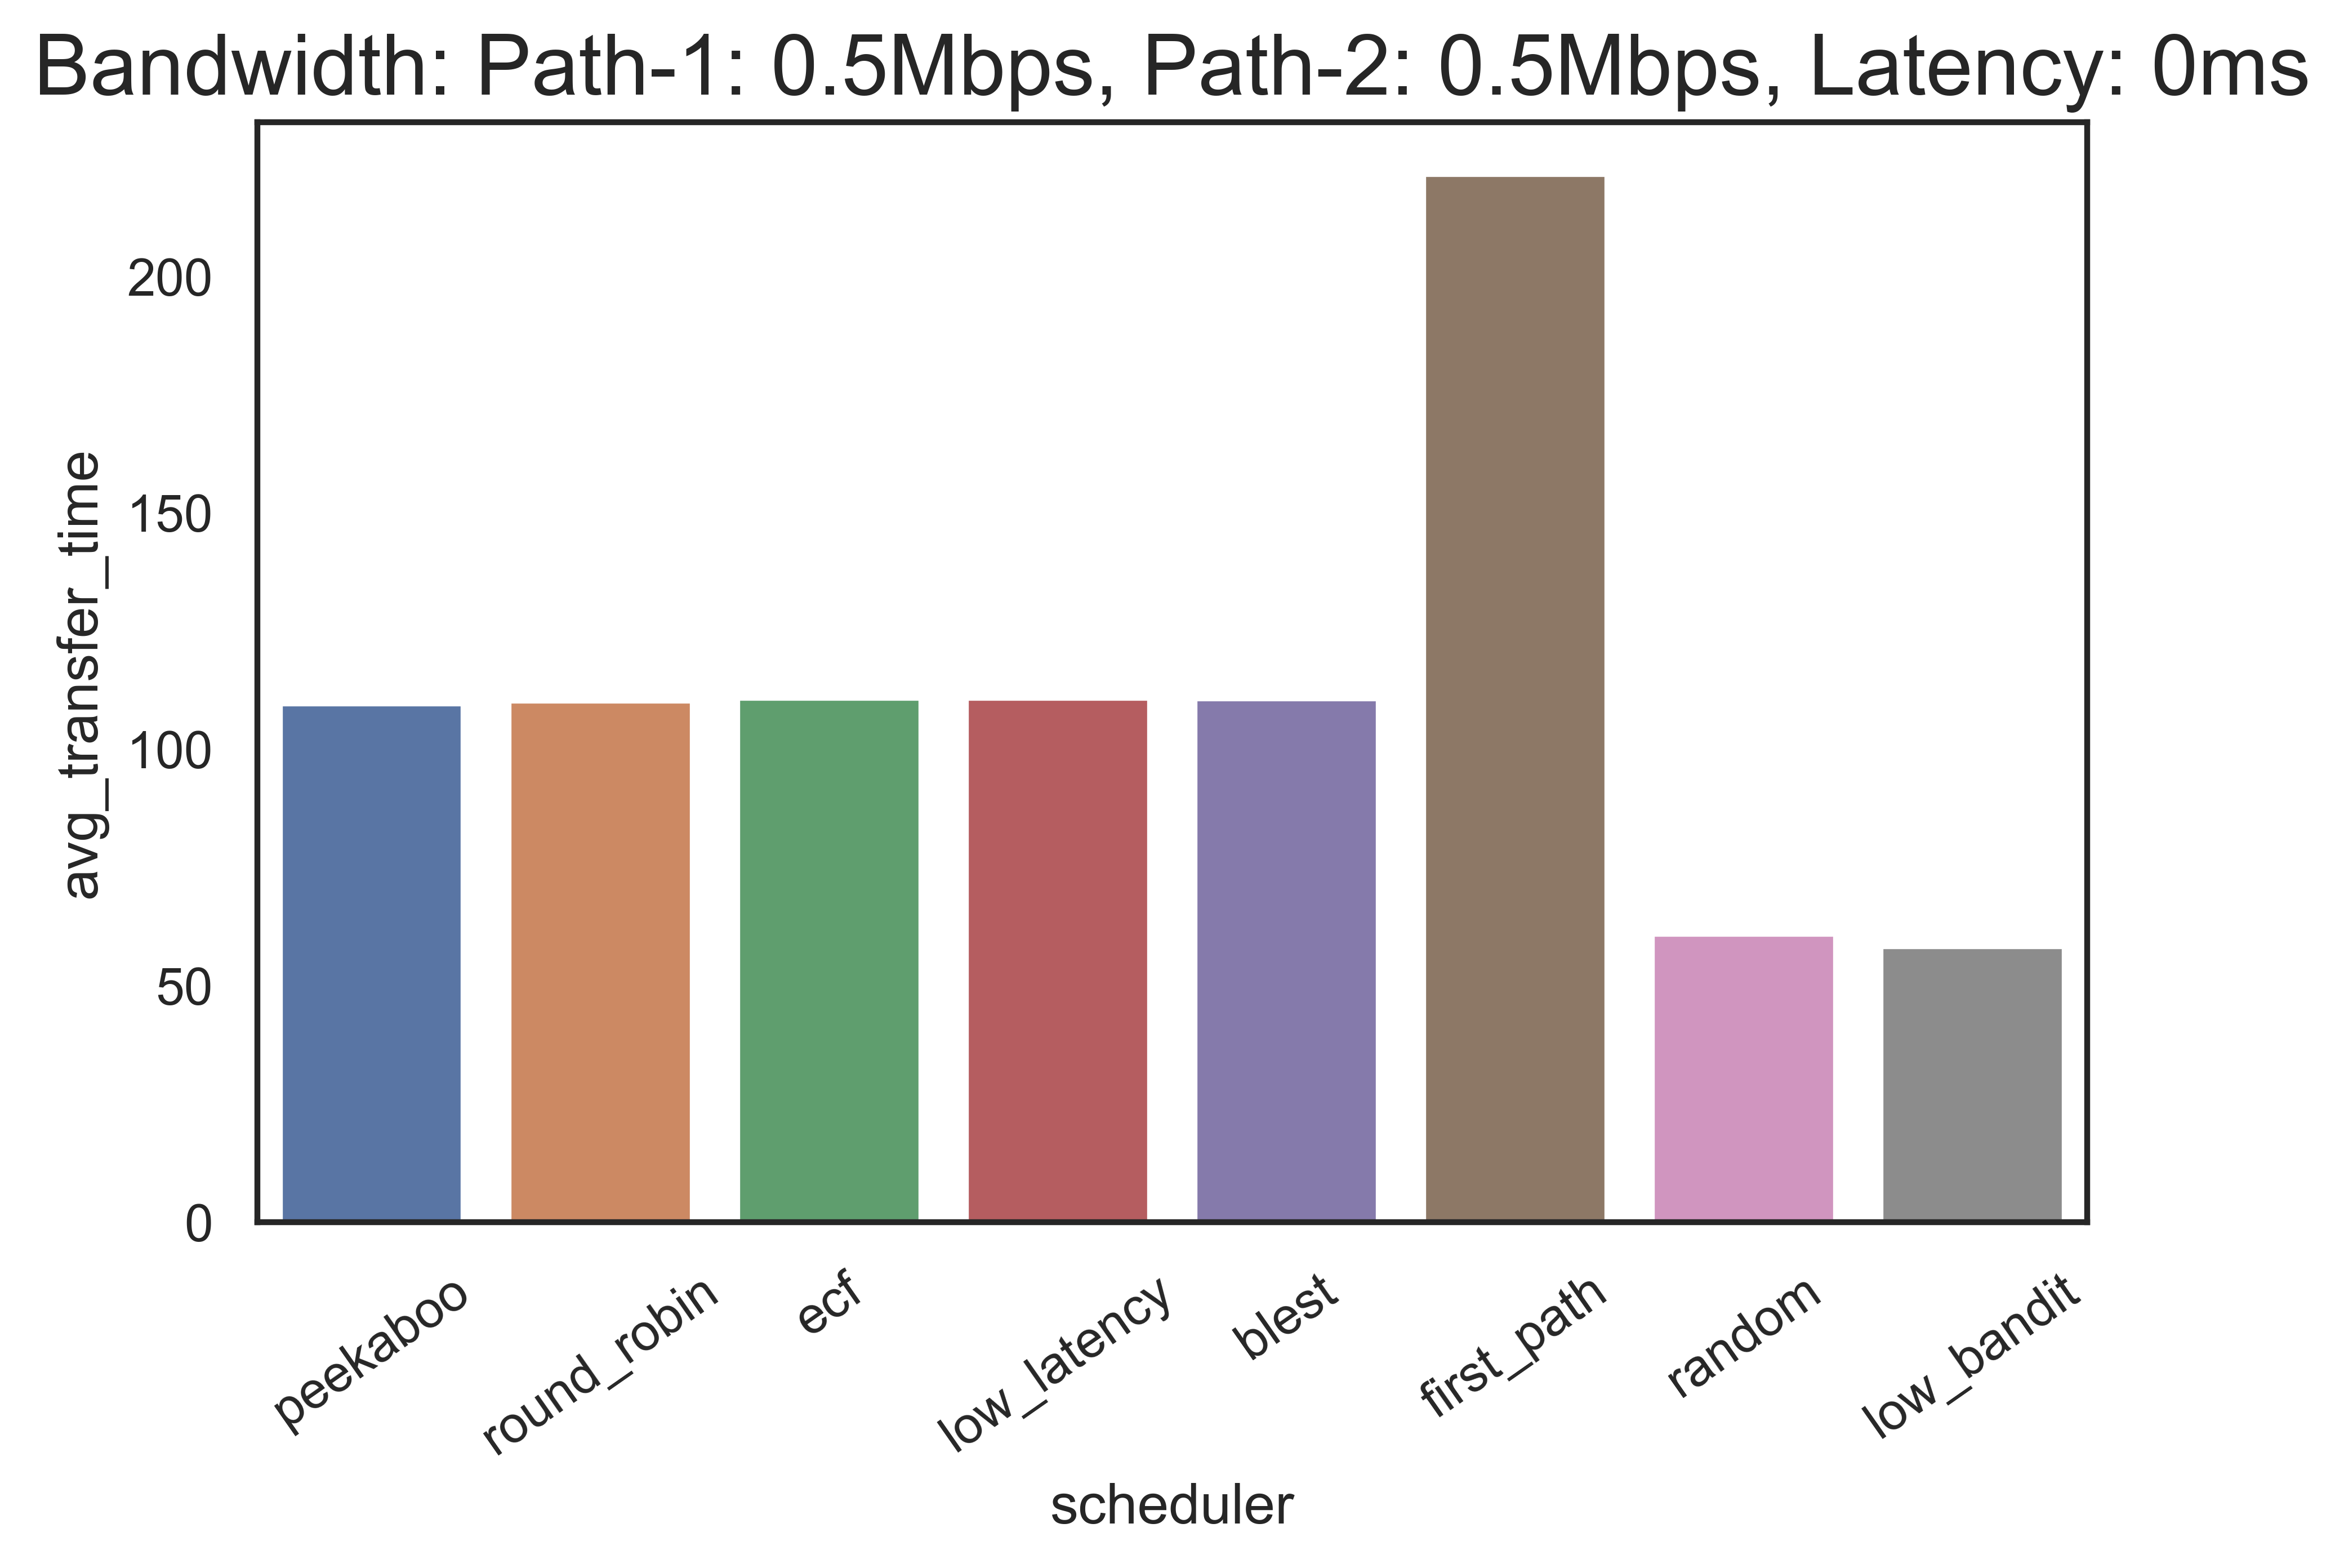 Bandwidth: Path-1: 0.5Mbps, Path-2: 0.5Mbps, Latency: 0ms
avg_transfer_time
200
150
100
50
0
peekaboo
round_robin
ecf
low_latency
blest
first_path
random
low_bandit
scheduler